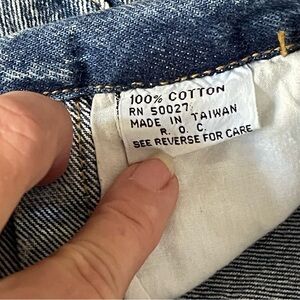 100% COTTON
RN 50027
MADE IN TAIWAN
R. O. C.
SEE REVERSE FOR CARE